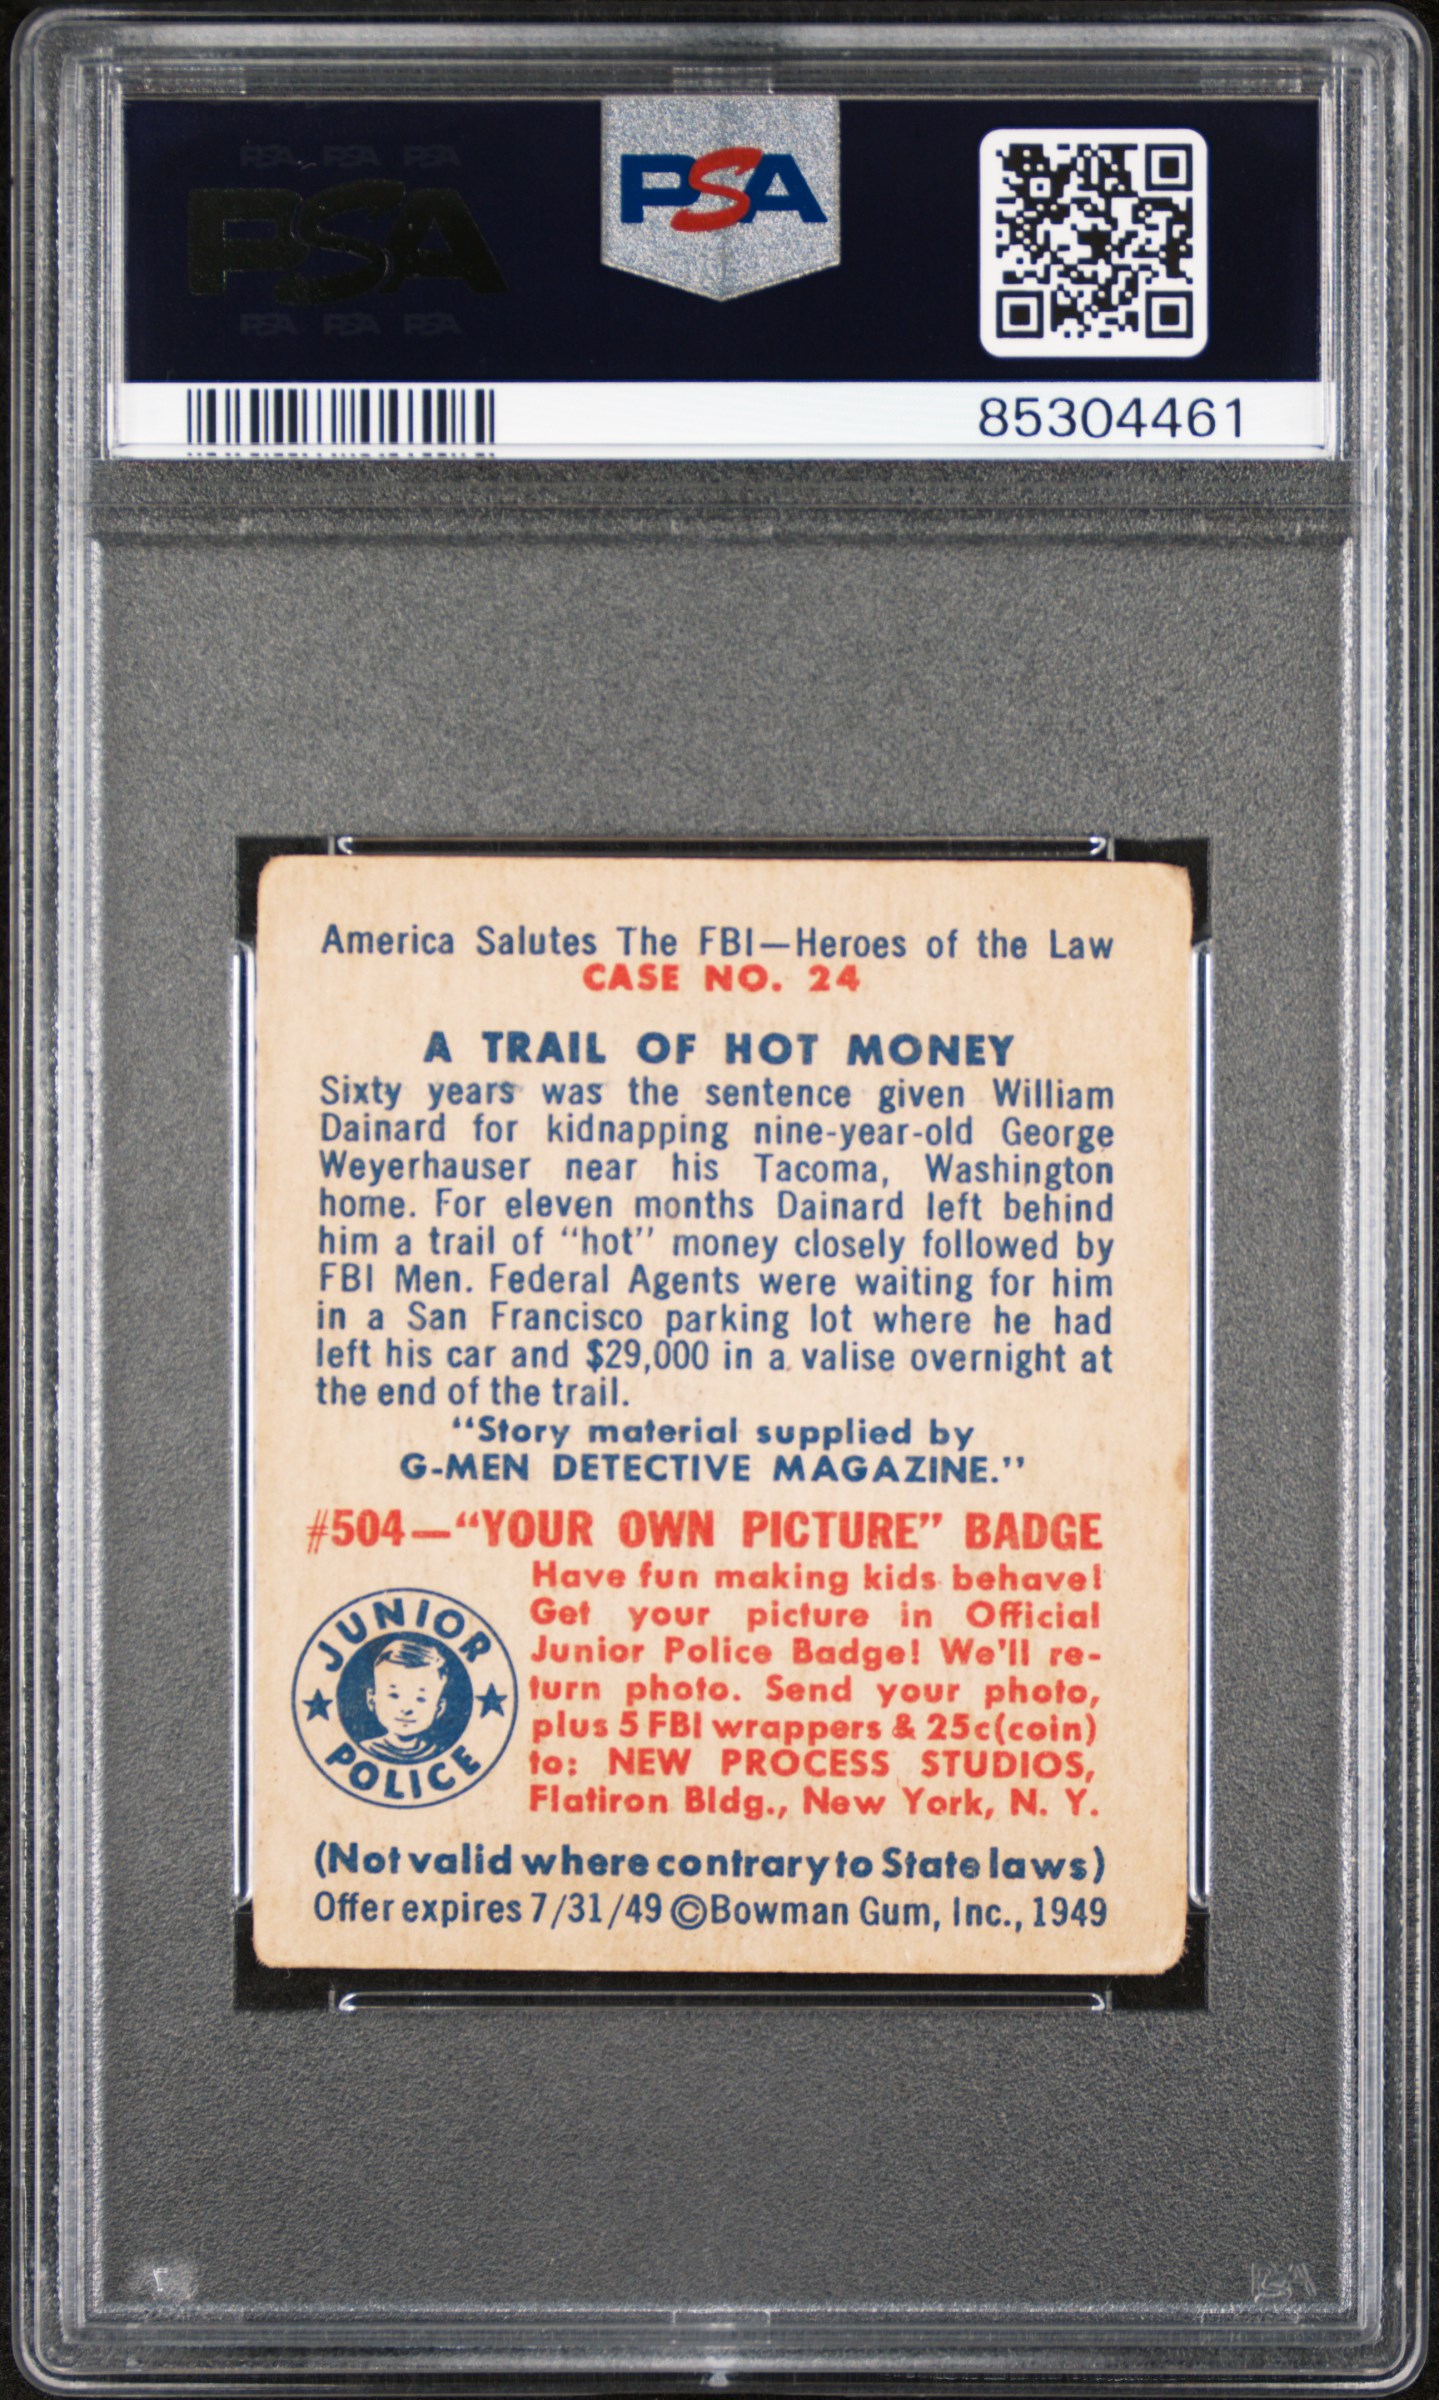 PSA PSA PSA
PSA
PSA PSA PSA
PSA
85304461
America Salutes The FBI—Heroes of the Law
CASE NO. 24
A TRAIL OF HOT MONEY
Sixty years was the sentence given William
Dainard for kidnapping nine-year-old George
Weyerhauser near his Tacoma, Washington
home. For eleven months Dainard left behind
him a trail of "hot" money closely followed by
FBI Men. Federal Agents were waiting for him
in a San Francisco parking lot where he had
left his car and $29,000 in a valise overnight at
the end of the trail.
"Story material supplied by
G-MEN DETECTIVE MAGAZINE."
#504—"YOUR OWN PICTURE" BADGE
JUNIOR
POLICE
Have fun making kids behave!
Get your picture in Official
Junior Police Badge! We'll re-
turn photo. Send your photo,
plus 5 FBI wrappers & 25c(coin)
to: NEW PROCESS STUDIOS,
Flatiron Bldg., New York, N. Y.
(Not valid where contrary to State laws)
Offer expires 7/31/49 ©Bowman Gum, Inc., 1949